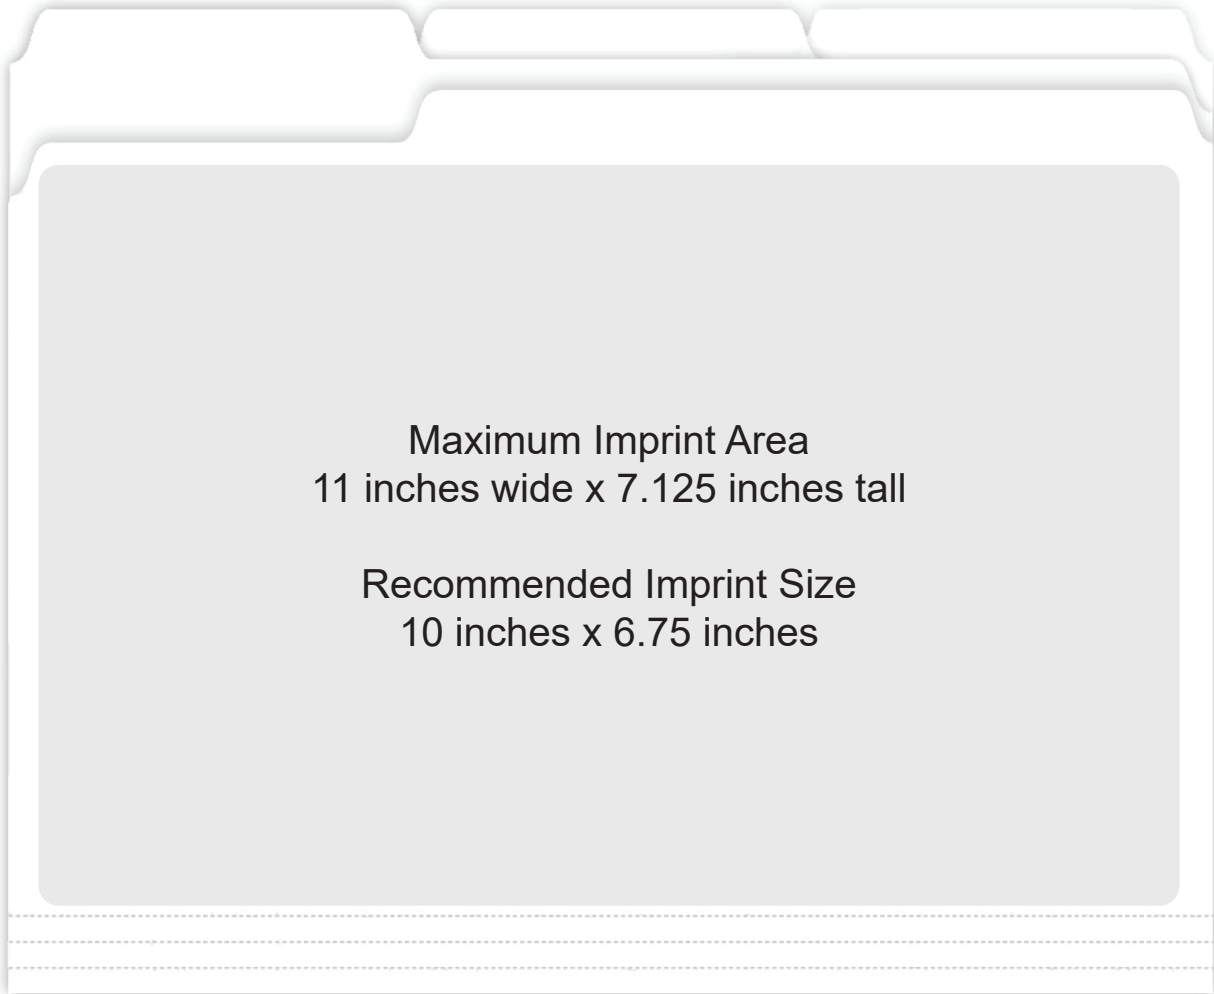 Maximum Imprint Area
11 inches wide x 7.125 inches tall
Recommended Imprint Size
10 inches x 6.75 inches